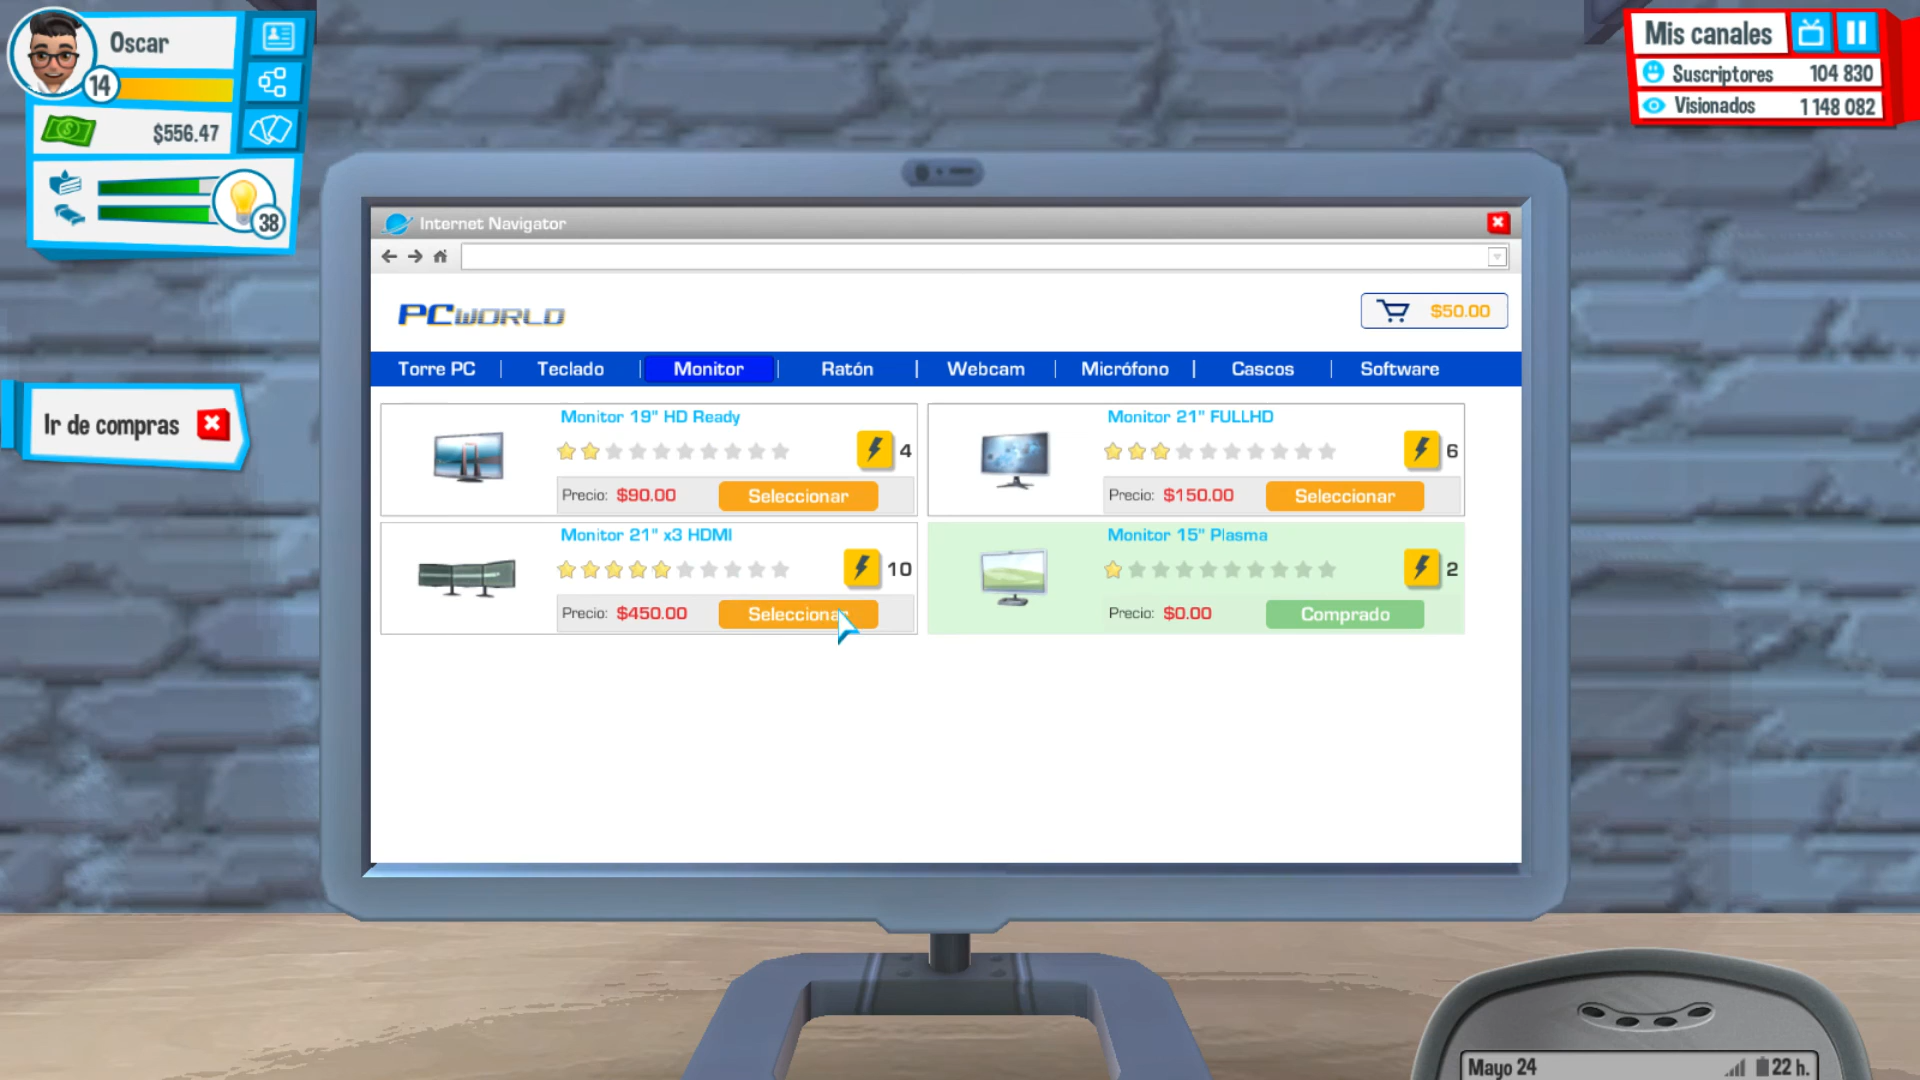 Oscar
14
$556.47
38
Mis canales
Suscriptores 104 830
Visionados 1 148 082
Ir de compras
Internet Navigator
PCWORLD
$50.00
Torre PC | Teclado | Monitor | Ratón | Webcam | Micrófono | Cascos | Software
Monitor 19" HD Ready
4
Precio: $90.00 Seleccionar
Monitor 21" FULLHD
6
Precio: $150.00 Seleccionar
Monitor 21" x3 HDMI
10
Precio: $450.00 Seleccionar
Monitor 15" Plasma
2
Precio: $0.00 Comprado
Mayo 24 22 h.